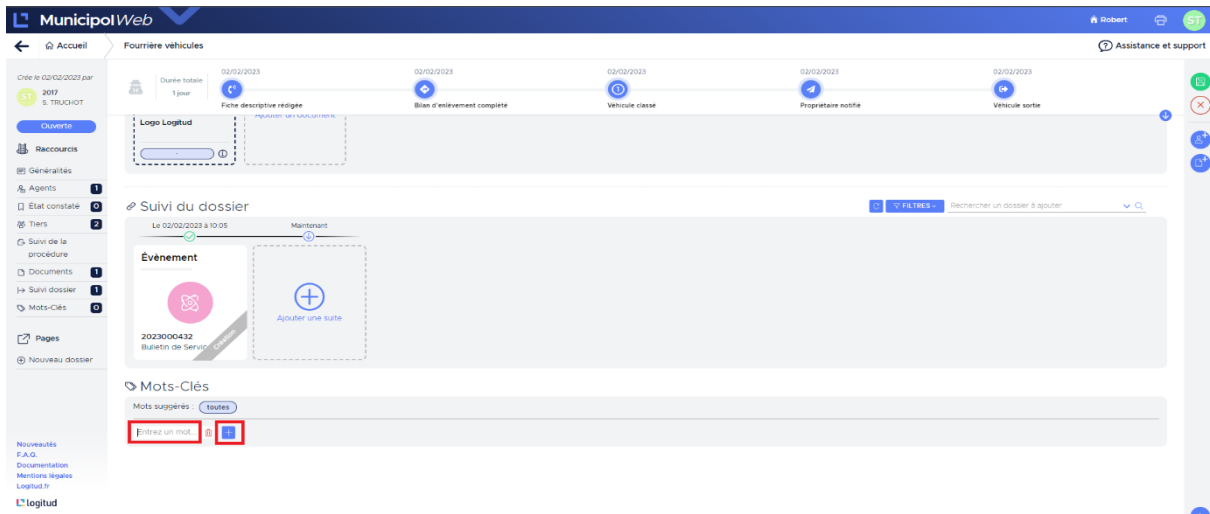 Municipol Web
Robert
ST
Accueil
Fourrière véhicules
Assistance et support
Crée le 02/02/2023 par
ST
2017
S. TRUCHOT
Ouverte
Raccourcis
Généralités
Agents 1
État constaté 0
Tiers 2
Suivi de la
procédure
Documents 1
Suivi dossier 1
Mots-Clés 0
Pages
Nouveau dossier
Nouveautés
F.A.Q.
Documentation
Mentions légales
Logitud.fr
logitud
Durée totale
1 jour
02/02/2023
Fiche descriptive rédigée
02/02/2023
Bilan d'enlèvement complété
02/02/2023
1
Véhicule classé
02/02/2023
Propriétaire notifié
02/02/2023
Véhicule sortie
Logo Logitud
-
Ajouter un document
Suivi du dossier
FILTRES
Rechercher un dossier à ajouter
Le 02/02/2023 à 10:05
Maintenant
Évènement
2023000432
Bulletin de Servic
Création
Ajouter une suite
Mots-Clés
Mots suggérés : toutes
Entrez un mot...